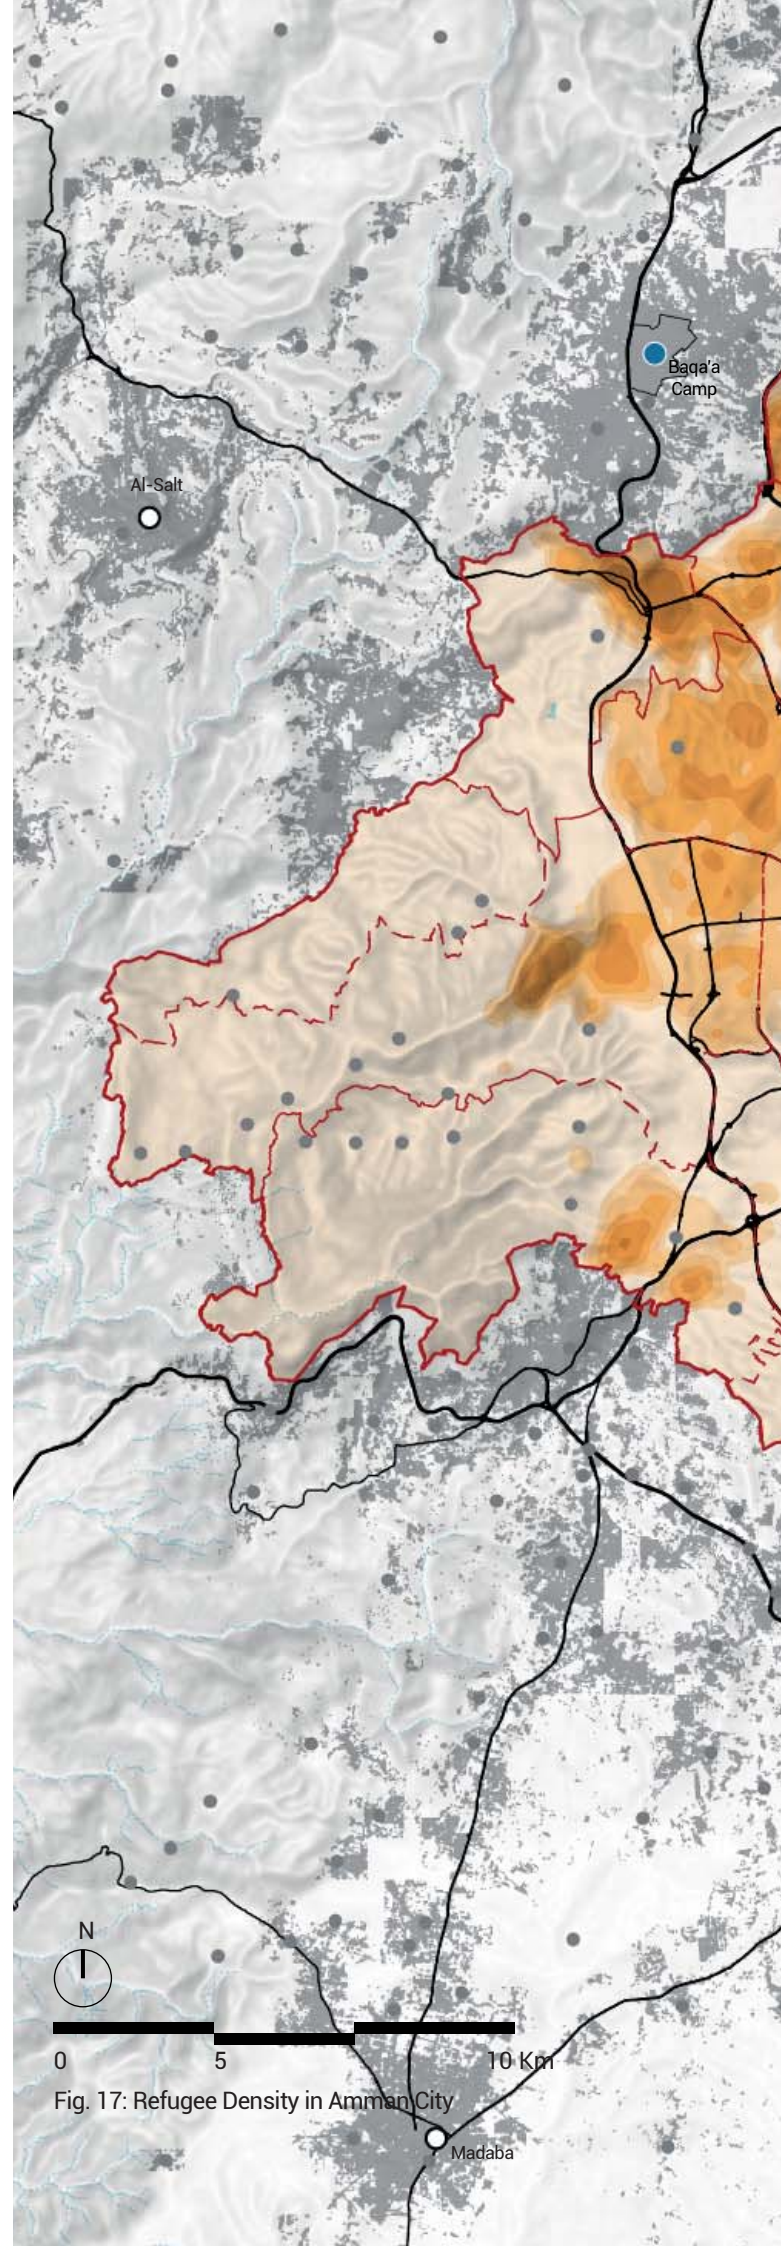 Baqa'a
Camp
Al-Salt
N
0 5 10 Km
Fig. 17: Refugee Density in Amman City
Madaba